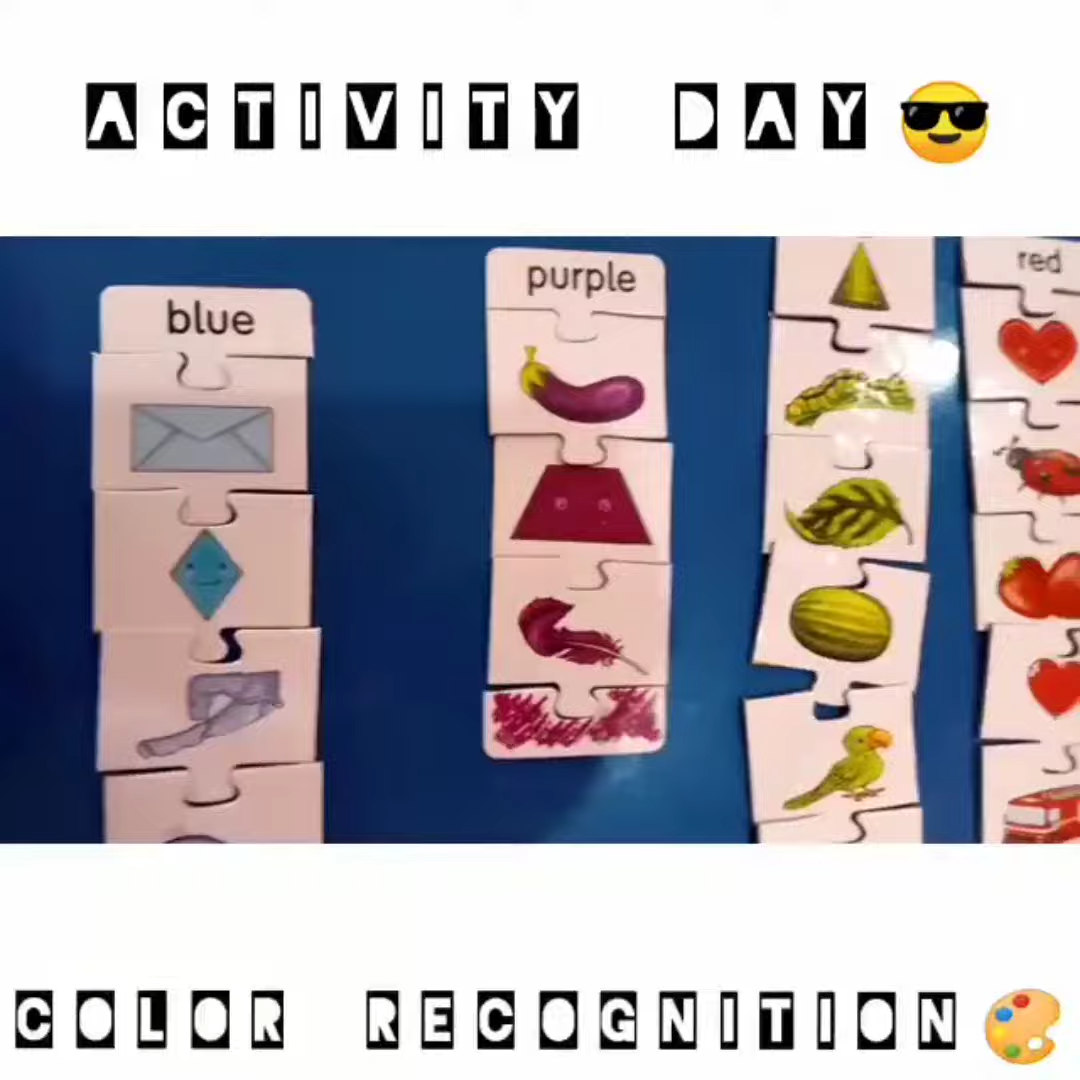 ACTIVITY DAY😎
blue
purple
red
COLOR RECOGNITION🎨